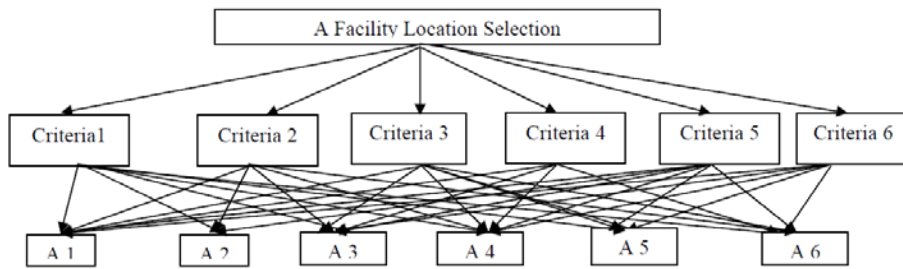 A Facility Location Selection
Criteria1
Criteria 2
Criteria 3
Criteria 4
Criteria 5
Criteria 6
A 1
A 2
A 3
A 4
A 5
A 6